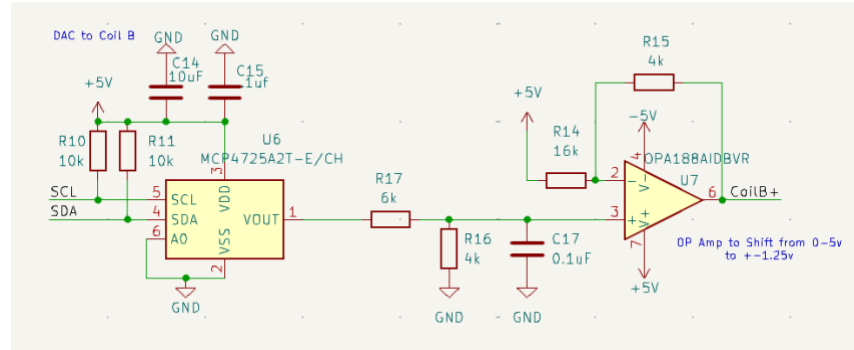 DAC to Coil B
GND
GND
C14
10uF
C15
.1uf
+5V
R10
10k
R11
10k
U6
MCP4725A2T-E/CH
SCL
SDA
5
SCL
4
SDA
6
A0
3
VDD
VOUT
1
VSS
2
GND
R17
6k
R16
4k
GND
C17
0.1uF
GND
+5V
R14
16k
R15
4k
-5V
4
OPA188AIDBVR
U7
2
-
V-
3
+
V+
6
CoilB+
7
+5V
OP Amp to Shift from 0-5v
to +-1.25v